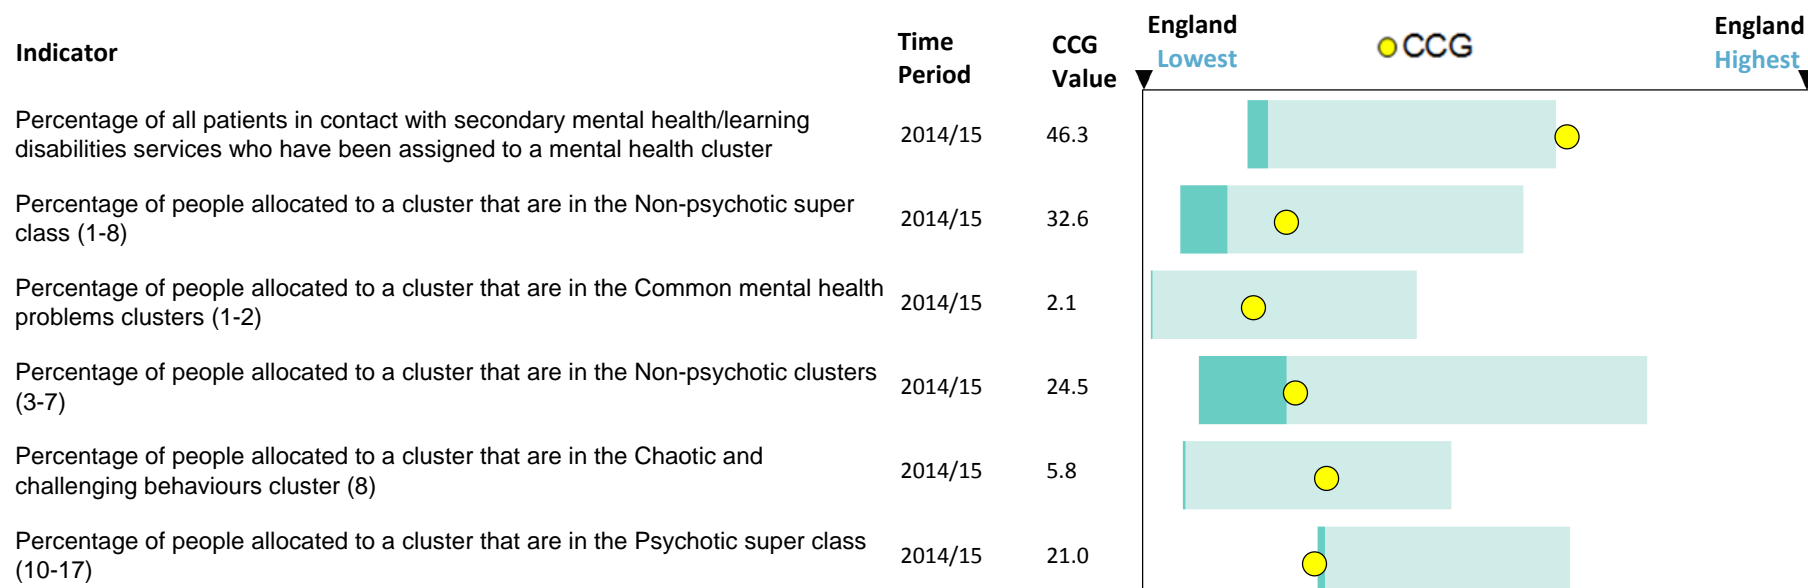 Indicator
Time Period
CCG Value
England Lowest
CCG
England Highest
Percentage of all patients in contact with secondary mental health/learning
disabilities services who have been assigned to a mental health cluster
2014/15
46.3
Percentage of people allocated to a cluster that are in the Non-psychotic super
class (1-8)
2014/15
32.6
Percentage of people allocated to a cluster that are in the Common mental health
problems clusters (1-2)
2014/15
2.1
Percentage of people allocated to a cluster that are in the Non-psychotic clusters
(3-7)
2014/15
24.5
Percentage of people allocated to a cluster that are in the Chaotic and
challenging behaviours cluster (8)
2014/15
5.8
Percentage of people allocated to a cluster that are in the Psychotic super class
(10-17)
2014/15
21.0